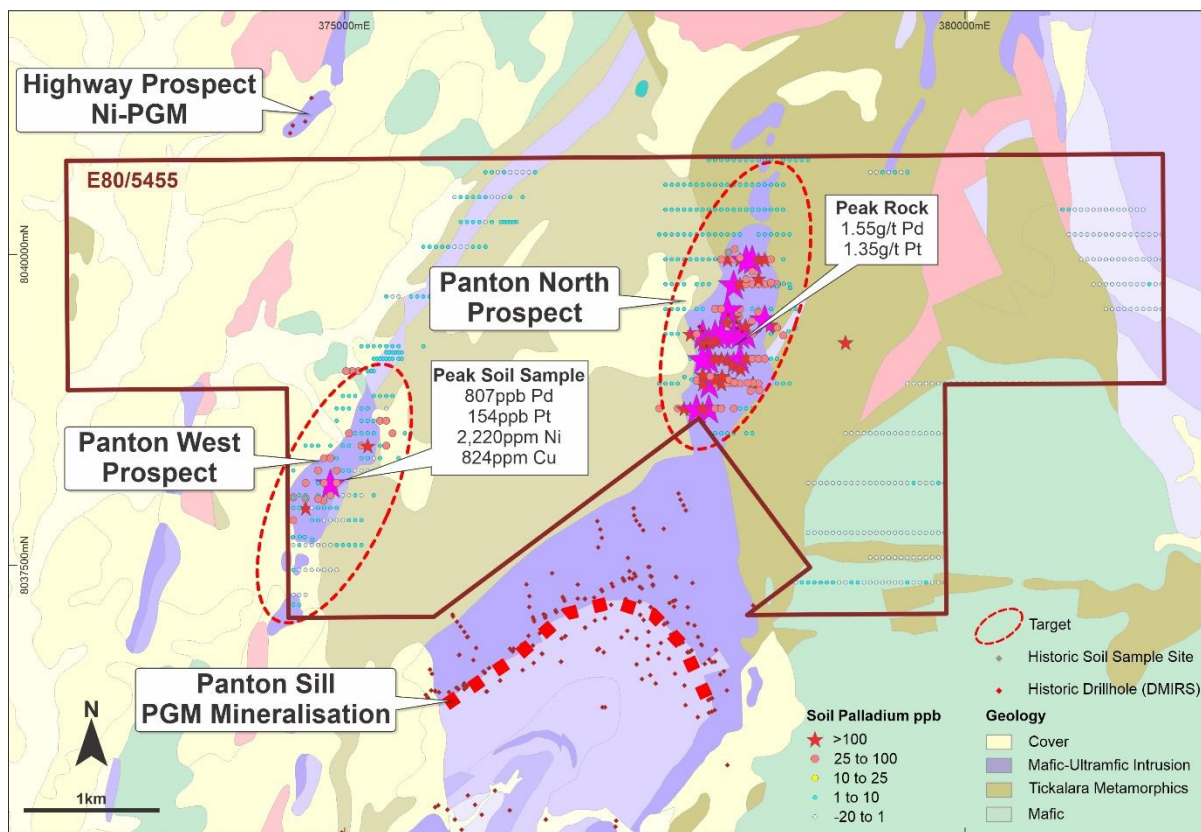 375000mE
380000mE
Highway Prospect
Ni-PGM
E80/5455
8040000mN
Peak Rock
1.55g/t Pd
1.35g/t Pt
Panton North
Prospect
Peak Soil Sample
807ppb Pd
154ppb Pt
2,220ppm Ni
824ppm Cu
Panton West
Prospect
8037500mN
Panton Sill
PGM Mineralisation
N
1km
Target
Historic Soil Sample Site
Historic Drillhole (DMIRS)
Soil Palladium ppb
>100
25 to 100
10 to 25
1 to 10
-20 to 1
Geology
Cover
Mafic-Ultramfic Intrusion
Tickalara Metamorphics
Mafic